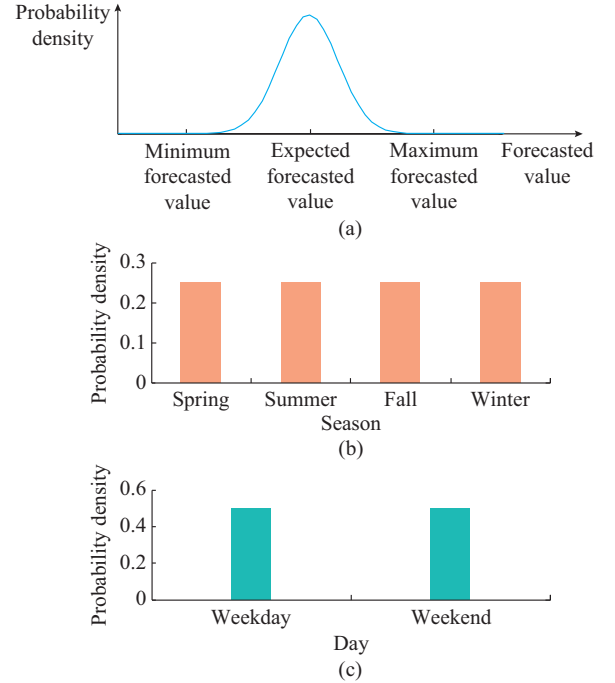 Probability
density
Minimum
forecasted
value
Expected
forecasted
value
Maximum
forecasted
value
Forecasted
value
(a)
Probability density
0.3
0.2
0.1
0
Spring
Summer
Fall
Winter
Season
(b)
Probability density
0.6
0.4
0.2
0
Weekday
Weekend
Day
(c)